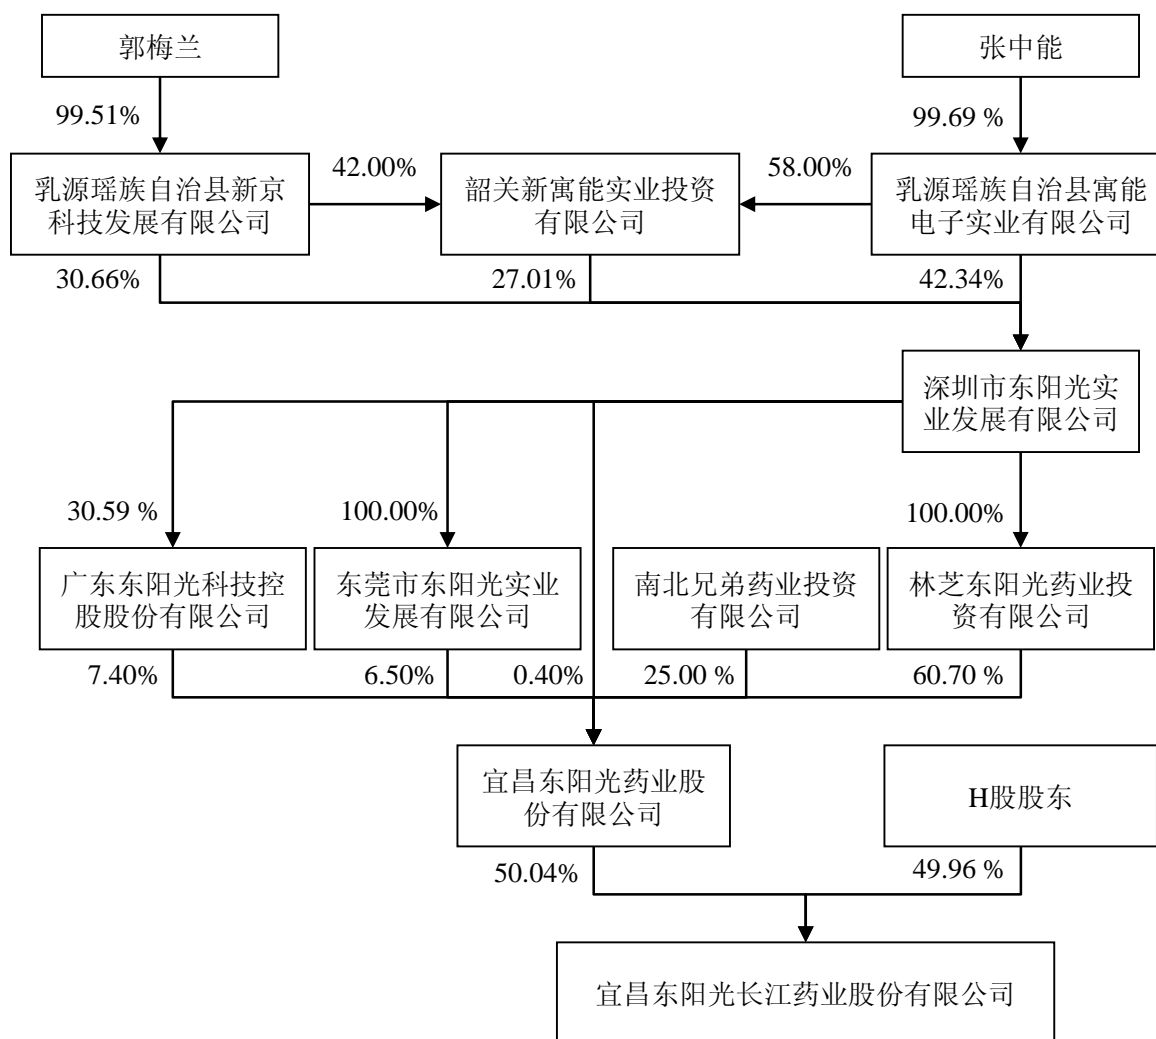 郭梅兰
张中能
99.51%
99.69 %
乳源瑶族自治县新京
科技发展有限公司
42.00%
韶关新寓能实业投资
有限公司
58.00%
乳源瑶族自治县寓能
电子实业有限公司
30.66%
27.01%
42.34%
深圳市东阳光实
业发展有限公司
30.59 %
100.00%
100.00%
广东东阳光科技控
股股份有限公司
东莞市东阳光实业
发展有限公司
南北兄弟药业投资
有限公司
林芝东阳光药业投
资有限公司
7.40%
6.50%
0.40%
25.00 %
60.70 %
宜昌东阳光药业股
份有限公司
H股股东
50.04%
49.96 %
宜昌东阳光长江药业股份有限公司